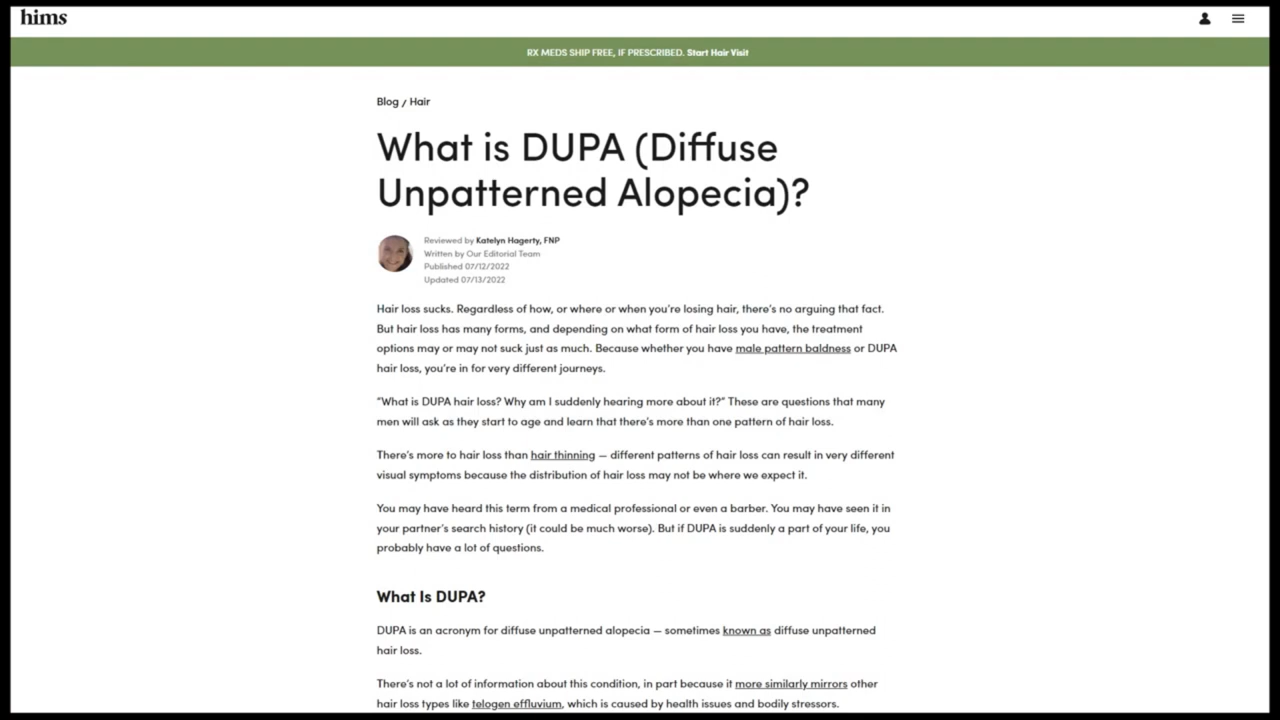 hims
RX MEDS SHIP FREE, IF PRESCRIBED. Start Hair Visit
Blog / Hair
What is DUPA (Diffuse
Unpatterned Alopecia)?
Reviewed by Katelyn Hagerty, FNP
Written by Our Editorial Team
Published 07/12/2022
Updated 07/13/2022
Hair loss sucks. Regardless of how, or where or when you're losing hair, there's no arguing that fact.
But hair loss has many forms, and depending on what form of hair loss you have, the treatment
options may or may not suck just as much. Because whether you have male pattern baldness or DUPA
hair loss, you're in for very different journeys.
"What is DUPA hair loss? Why am I suddenly hearing more about it?" These are questions that many
men will ask as they start to age and learn that there's more than one pattern of hair loss.
There's more to hair loss than hair thinning — different patterns of hair loss can result in very different
visual symptoms because the distribution of hair loss may not be where we expect it.
You may have heard this term from a medical professional or even a barber. You may have seen it in
your partner's search history (it could be much worse). But if DUPA is suddenly a part of your life, you
probably have a lot of questions.
What Is DUPA?
DUPA is an acronym for diffuse unpatterned alopecia — sometimes known as diffuse unpatterned
hair loss.
There's not a lot of information about this condition, in part because it more similarly mirrors other
hair loss types like telogen effluvium, which is caused by health issues and bodily stressors.